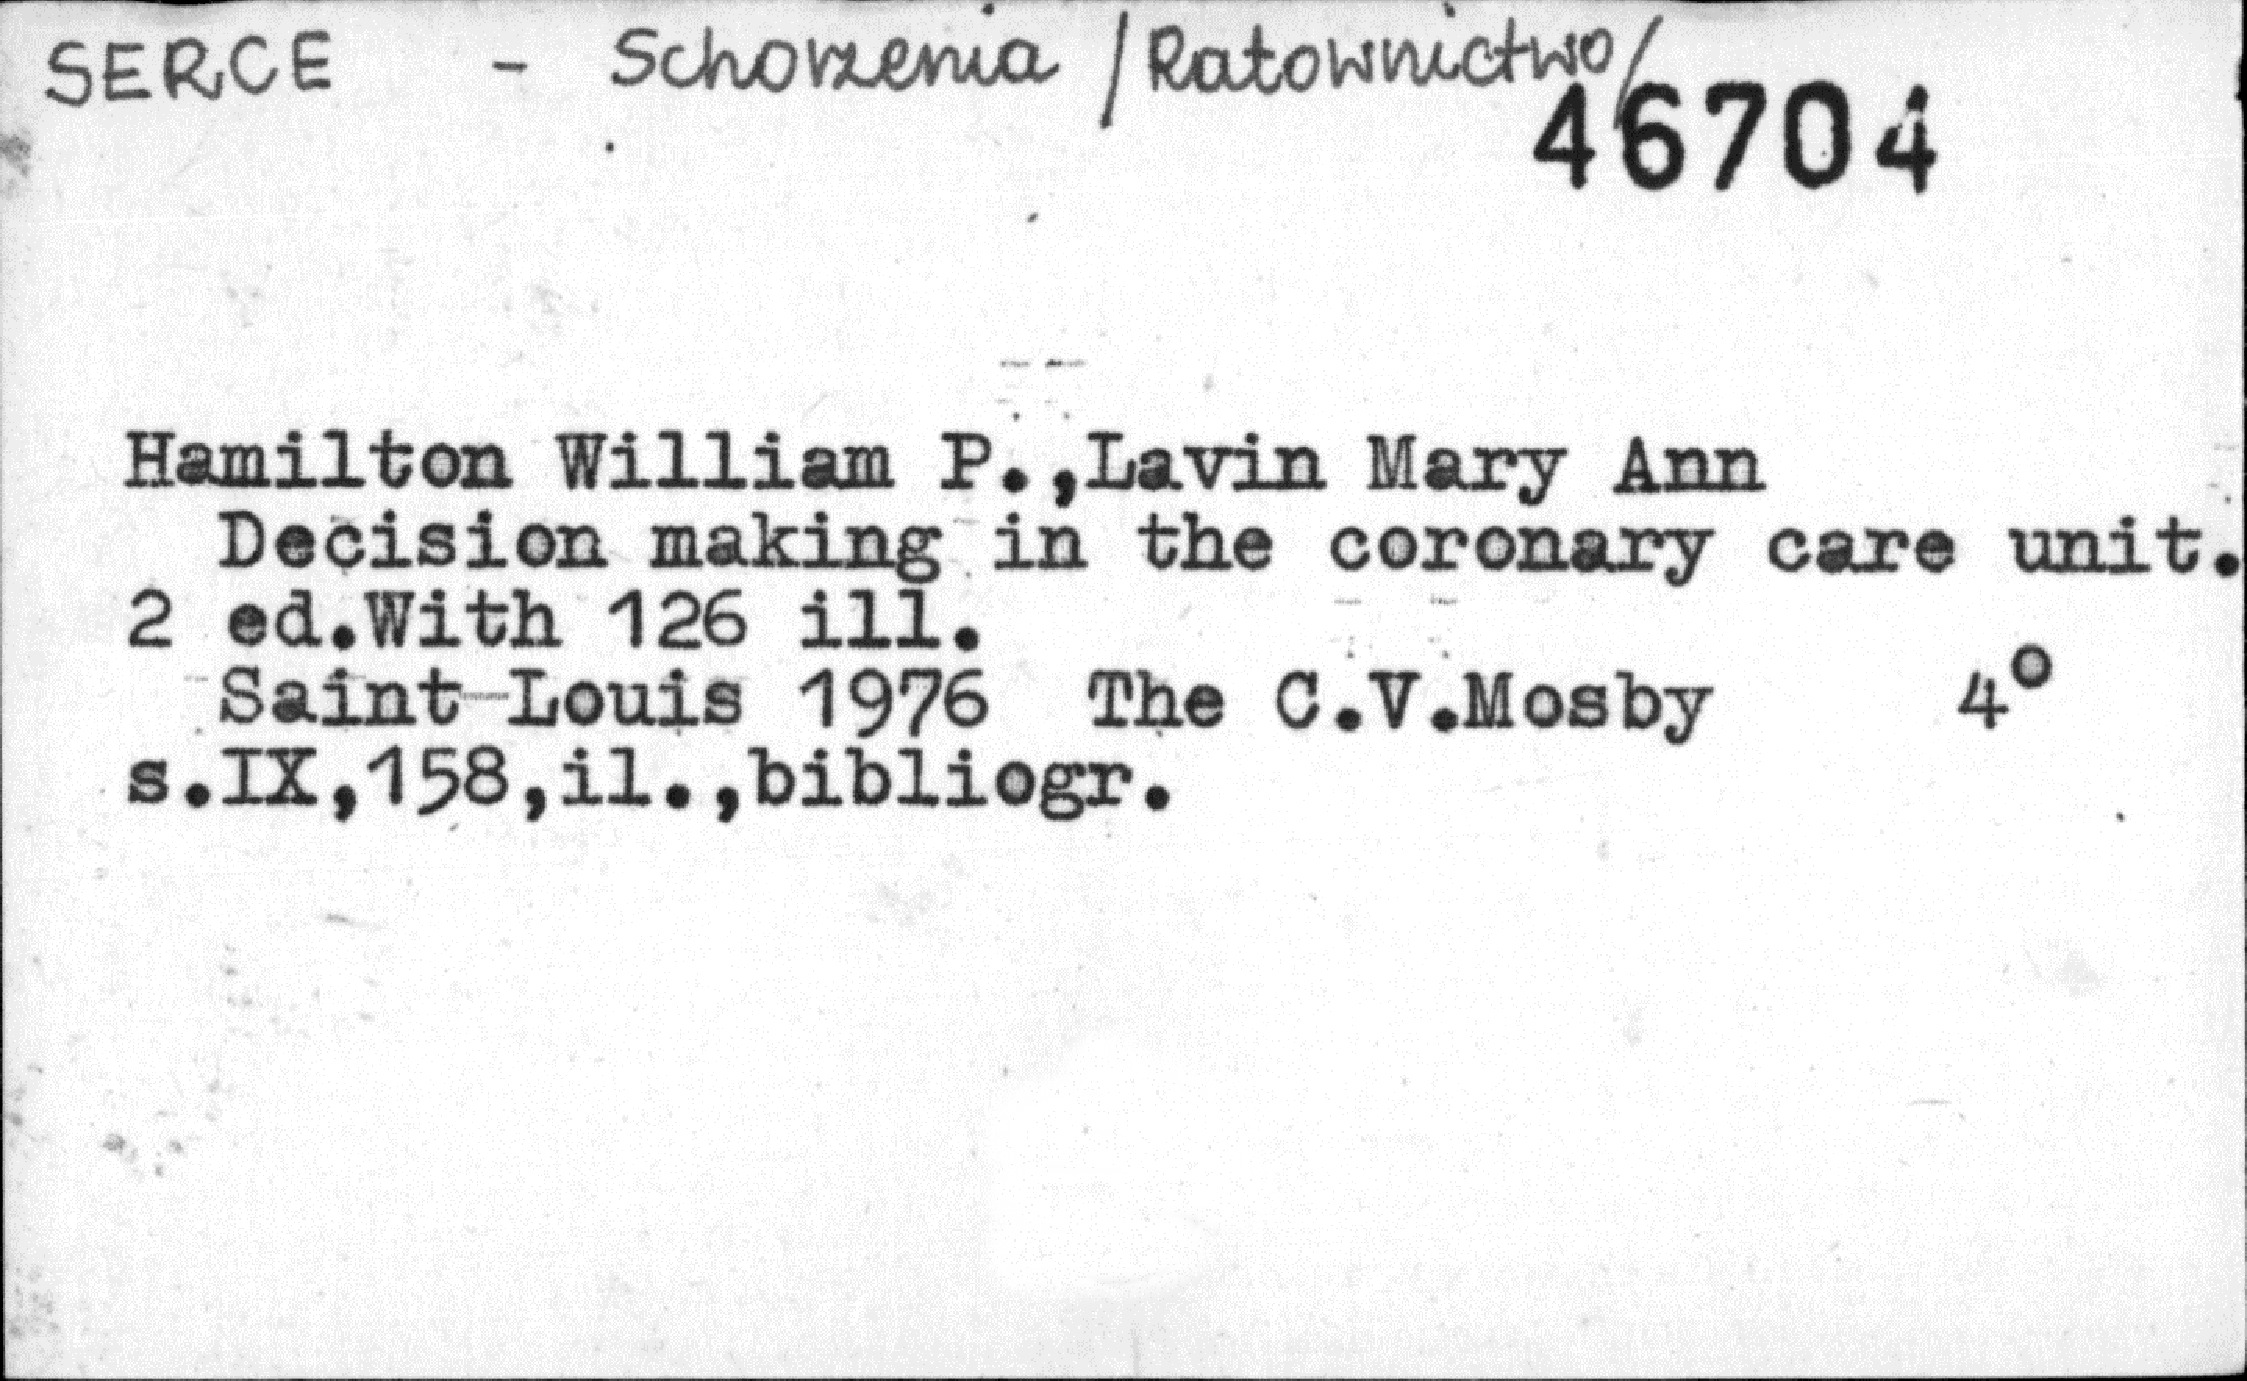 SERCE - Schorzenia /Ratownictwo/
46704
Hamilton William P.,Lavin Mary Ann
Decision making in the coronary care unit.
2 ed.With 126 ill.
Saint Louis 1976 The C.V.Mosby 4°
s.IX,158,il.,bibliogr.